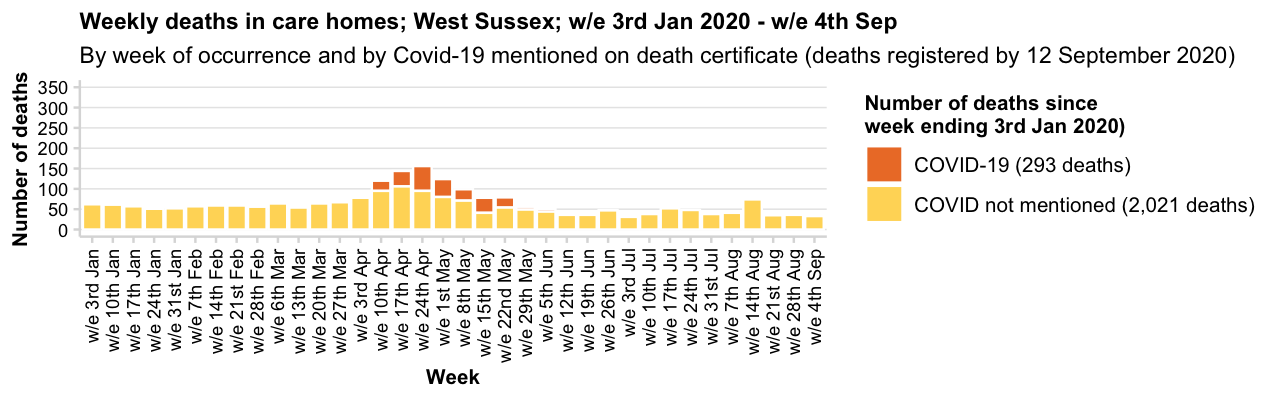 Weekly deaths in care homes; West Sussex; w/e 3rd Jan 2020 - w/e 4th Sep
By week of occurrence and by Covid-19 mentioned on death certificate (deaths registered by 12 September 2020)
Number of deaths
350
300
250
200
150
100
50
0
w/e 3rd Jan
w/e 10th Jan
w/e 17th Jan
w/e 24th Jan
w/e 31st Jan
w/e 7th Feb
w/e 14th Feb
w/e 21st Feb
w/e 28th Feb
w/e 6th Mar
w/e 13th Mar
w/e 20th Mar
w/e 27th Mar
w/e 3rd Apr
w/e 10th Apr
w/e 17th Apr
w/e 24th Apr
w/e 1st May
w/e 8th May
w/e 15th May
w/e 22nd May
w/e 29th May
w/e 5th Jun
w/e 12th Jun
w/e 19th Jun
w/e 26th Jun
w/e 3rd Jul
w/e 10th Jul
w/e 17th Jul
w/e 24th Jul
w/e 31st Jul
w/e 7th Aug
w/e 14th Aug
w/e 21st Aug
w/e 28th Aug
w/e 4th Sep
Week
Number of deaths since
week ending 3rd Jan 2020)
COVID-19 (293 deaths)
COVID not mentioned (2,021 deaths)